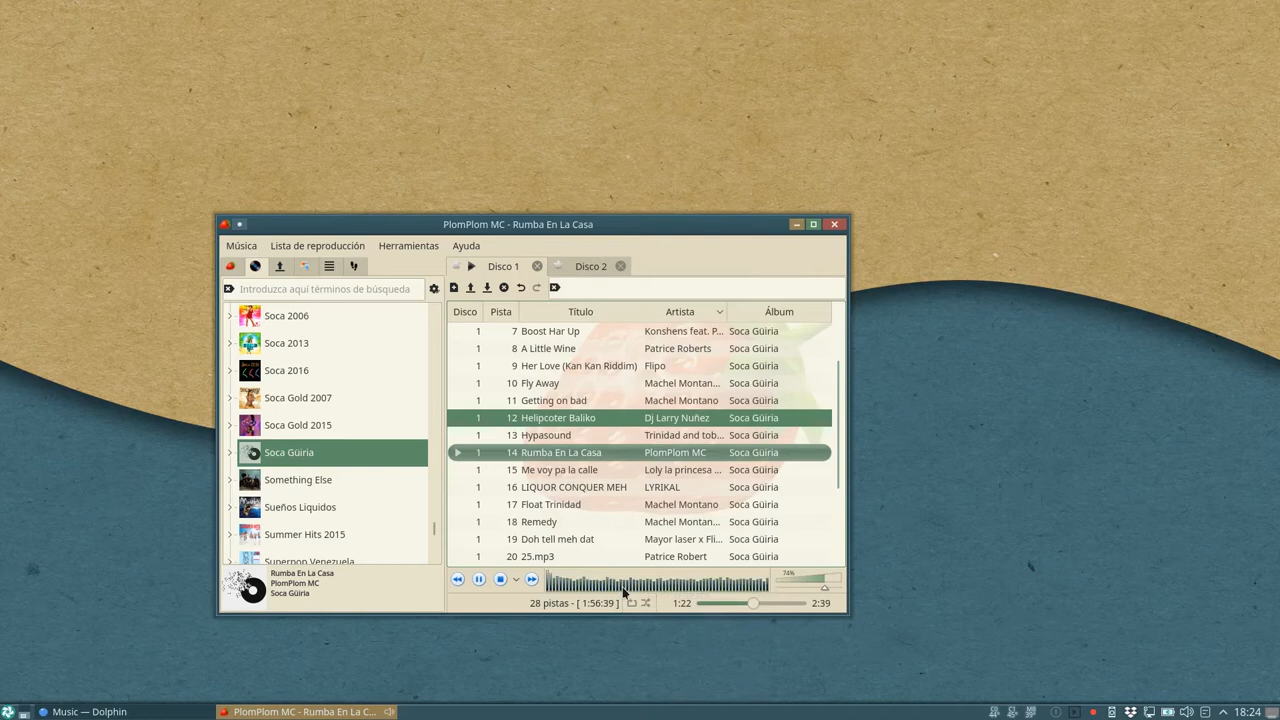 PlomPlom MC - Rumba En La Casa
Música Lista de reproducción Herramientas Ayuda
Disco 1 Disco 2
Introduzca aquí términos de búsqueda
Disco Pista Título Artista Álbum
Soca 2006
Soca 2013
Soca 2016
Soca Gold 2007
Soca Gold 2015
Soca Güiria
Something Else
Sueños Liquidos
Summer Hits 2015
Superpop Venezuela
1 7 Boost Har Up Konshens feat. P... Soca Güiria
1 8 A Little Wine Patrice Roberts Soca Güiria
1 9 Her Love (Kan Kan Riddim) Flipo Soca Güiria
1 10 Fly Away Machel Montan... Soca Güiria
1 11 Getting on bad Machel Montano Soca Güiria
1 12 Helipcoter Baliko Dj Larry Nuñez Soca Güiria
1 13 Hypasound Trinidad and tob... Soca Güiria
1 14 Rumba En La Casa PlomPlom MC Soca Güiria
1 15 Me voy pa la calle Loly la princesa ... Soca Güiria
1 16 LIQUOR CONQUER MEH LYRIKAL Soca Güiria
1 17 Float Trinidad Machel Montano Soca Güiria
1 18 Remedy Machel Montan... Soca Güiria
1 19 Doh tell meh dat Mayor laser x Fli... Soca Güiria
1 20 25.mp3 Patrice Robert Soca Güiria
Rumba En La Casa
PlomPlom MC
Soca Güiria
74%
28 pistas - [ 1:56:39 ] 1:22 2:39
Music — Dolphin PlomPlom MC - Rumba En La C... 18:24